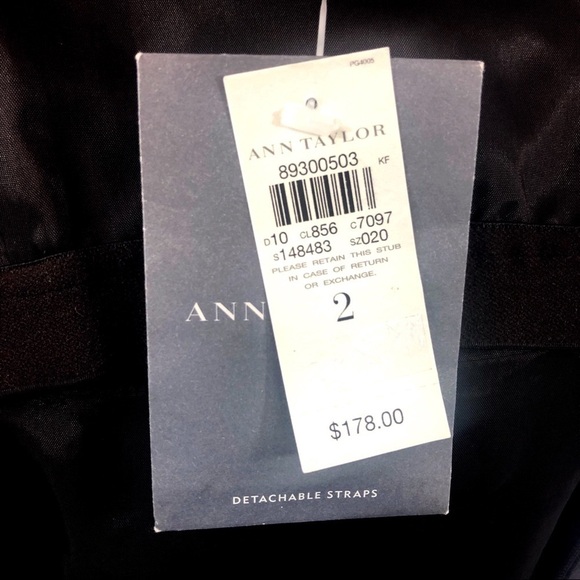 PG4005
ANN TAYLOR
89300503 KF
D10 CL856 C7097
S148483 SZ020
PLEASE RETAIN THIS STUB
IN CASE OF RETURN
OR EXCHANGE.
2
$178.00
ANN
DETACHABLE STRAPS